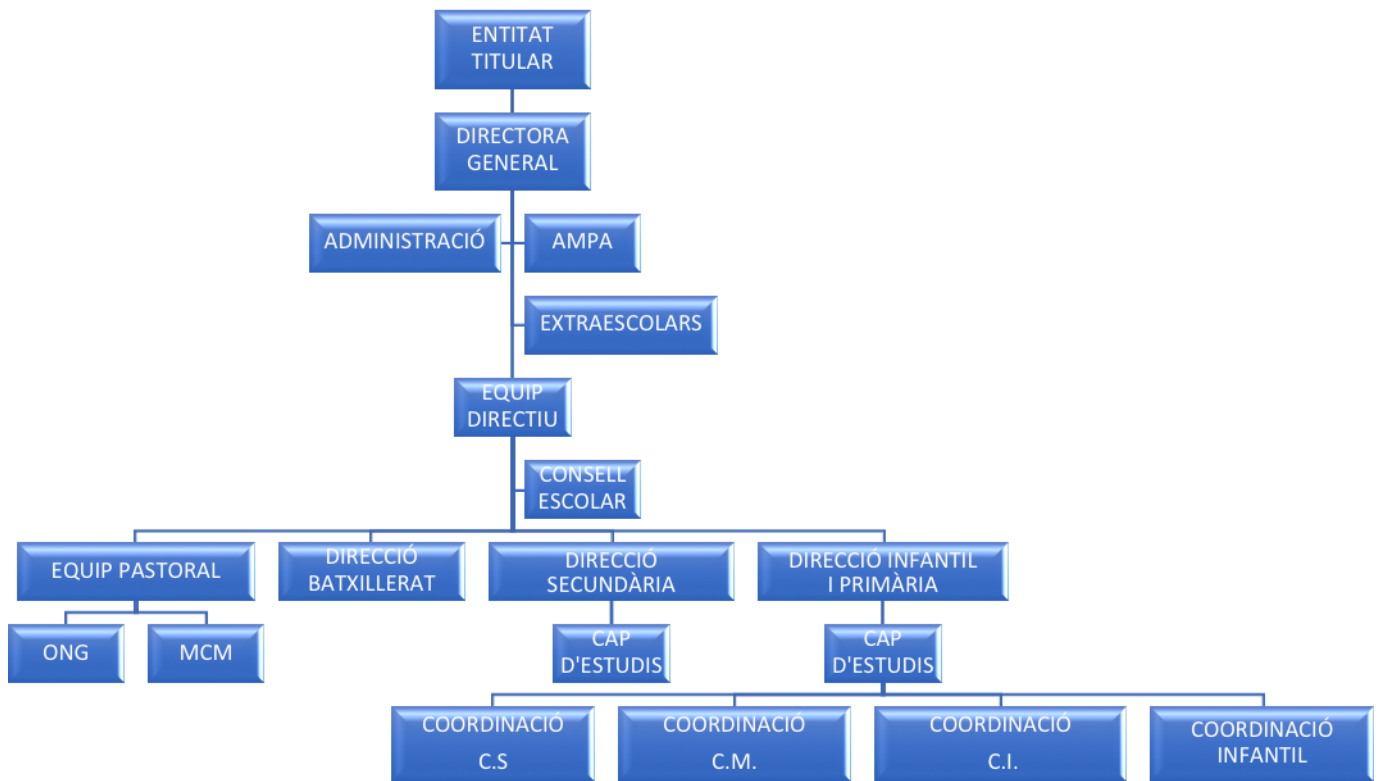 ENTITAT
TITULAR
DIRECTORA
GENERAL
ADMINISTRACIÓ
AMPA
EXTRAESCOLARS
EQUIP
DIRECTIU
CONSELL
ESCOLAR
EQUIP PASTORAL
DIRECCIÓ
BATXILLERAT
DIRECCIÓ
SECUNDÀRIA
DIRECCIÓ INFANTIL
I PRIMÀRIA
ONG
MCM
CAP
D'ESTUDIS
CAP
D'ESTUDIS
COORDINACIÓ
C.S
COORDINACIÓ
C.M.
COORDINACIÓ
C.I.
COORDINACIÓ
INFANTIL